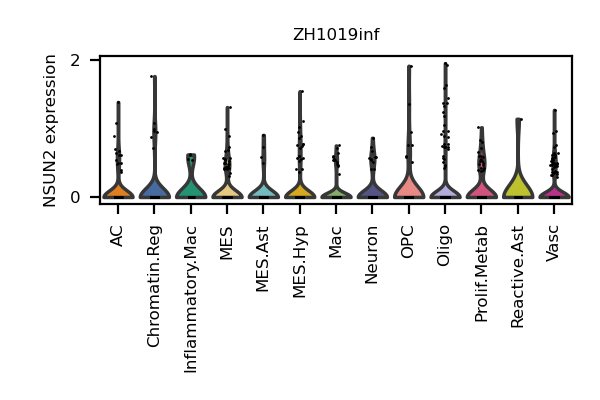 ZH1019inf
NSUN2 expression
2
0
AC
Chromatin.Reg
Inflammatory.Mac
MES
MES.Ast
MES.Hyp
Mac
Neuron
OPC
Oligo
Prolif.Metab
Reactive.Ast
Vasc